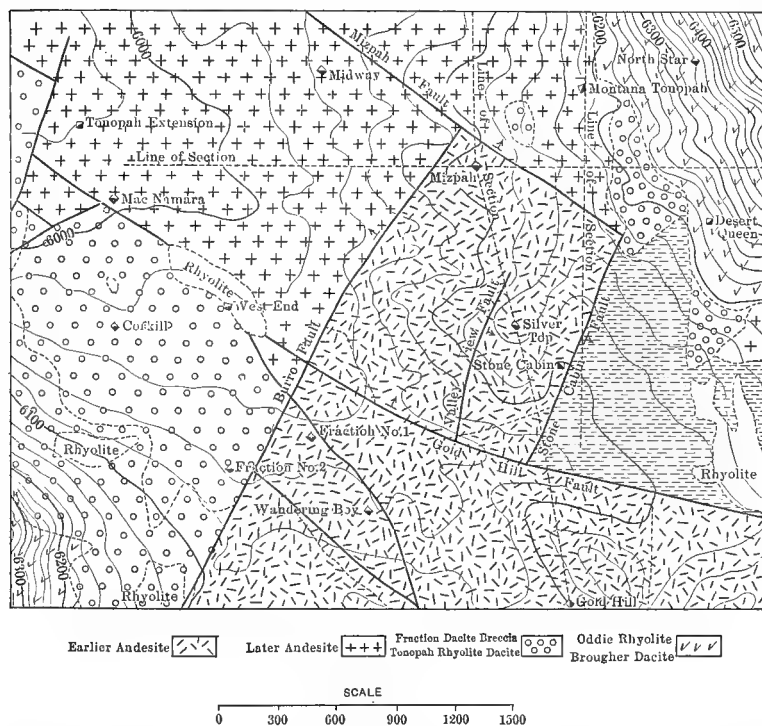 6000
6200
6300
6400
6300
North Star
Mizpah
Fault
Midway
Line of
Section
Montana Tonopah
Line of
Section
Tonopah Extension
Line of Section
Mizpah
Mac Namara
Desert
Queen
6000
Rhyolite
West End
Corkill
Burro Fault
Valley View Fault
Silver
Top
Stone Cabin
Stone Cabin Fault
6100
Rhyolite
Fraction No.1
Gold Hill Fault
Fraction No.2
Rhyolite
Wandering Boy
6200
Rhyolite
Gold Hill
Earlier Andesite
Later Andesite
Fraction Dacite Breccia
Tonopah Rhyolite Dacite
Oddie Rhyolite
Brougher Dacite
SCALE
0 300 600 900 1200 1500